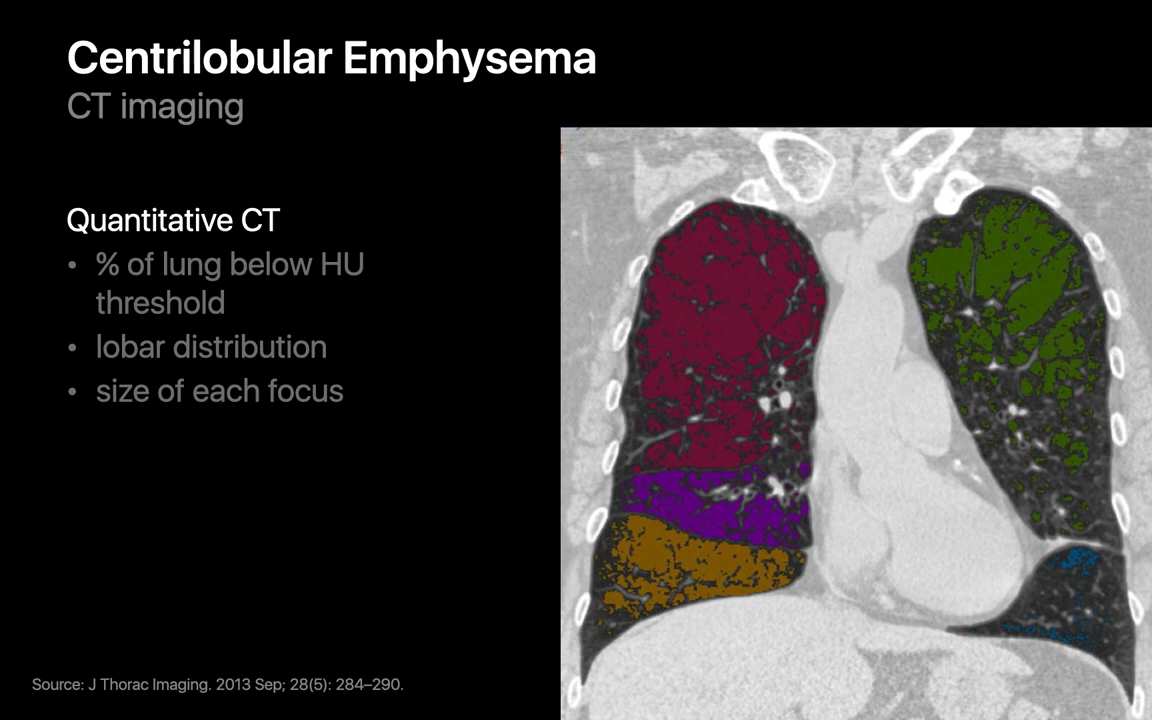 Centrilobular Emphysema
CT imaging
Quantitative CT
• % of lung below HU
threshold
• lobar distribution
• size of each focus
Source: J Thorac Imaging. 2013 Sep; 28(5): 284–290.